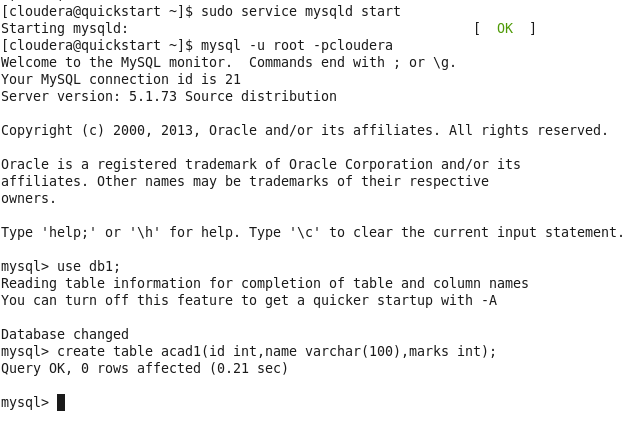 [cloudera@quickstart ~]$ sudo service mysqld start
Starting mysqld:                                           [  OK  ]
[cloudera@quickstart ~]$ mysql -u root -pcloudera
Welcome to the MySQL monitor.  Commands end with ; or \g.
Your MySQL connection id is 21
Server version: 5.1.73 Source distribution

Copyright (c) 2000, 2013, Oracle and/or its affiliates. All rights reserved.

Oracle is a registered trademark of Oracle Corporation and/or its
affiliates. Other names may be trademarks of their respective
owners.

Type 'help;' or '\h' for help. Type '\c' to clear the current input statement.

mysql> use db1;
Reading table information for completion of table and column names
You can turn off this feature to get a quicker startup with -A

Database changed
mysql> create table acad1(id int,name varchar(100),marks int);
Query OK, 0 rows affected (0.21 sec)

mysql>